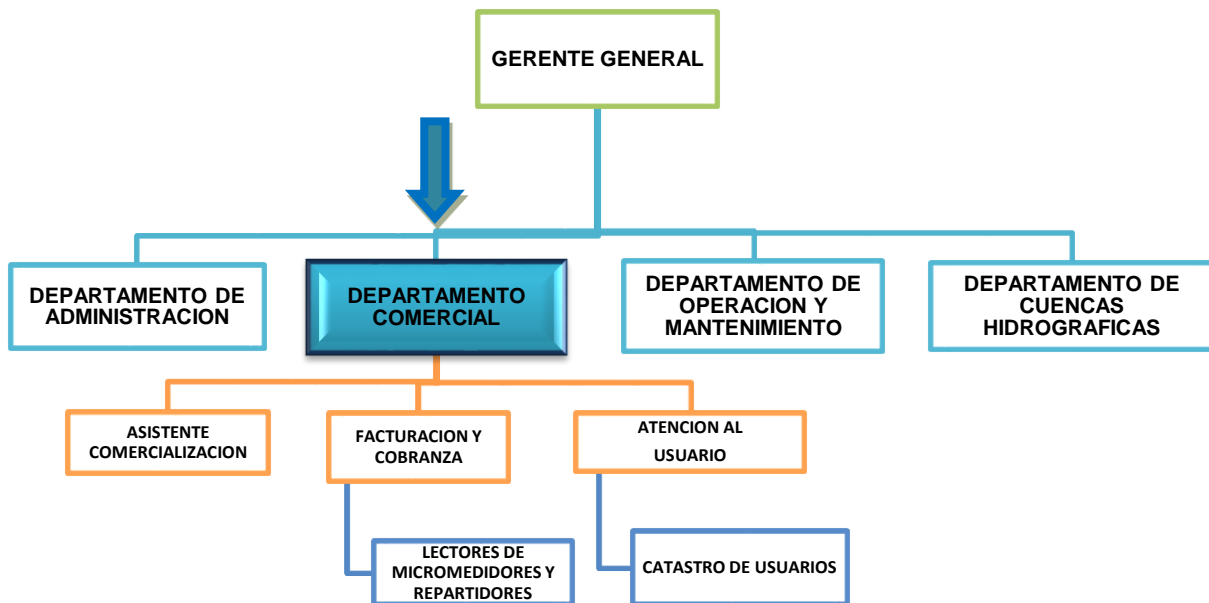 GERENTE GENERAL
DEPARTAMENTO DE
ADMINISTRACION
DEPARTAMENTO
COMERCIAL
DEPARTAMENTO DE
OPERACION Y
MANTENIMIENTO
DEPARTAMENTO DE
CUENCAS
HIDROGRAFICAS
ASISTENTE
COMERCIALIZACION
FACTURACION Y
COBRANZA
ATENCION AL
USUARIO
LECTORES DE
MICROMEDIDORES Y
REPARTIDORES
CATASTRO DE USUARIOS